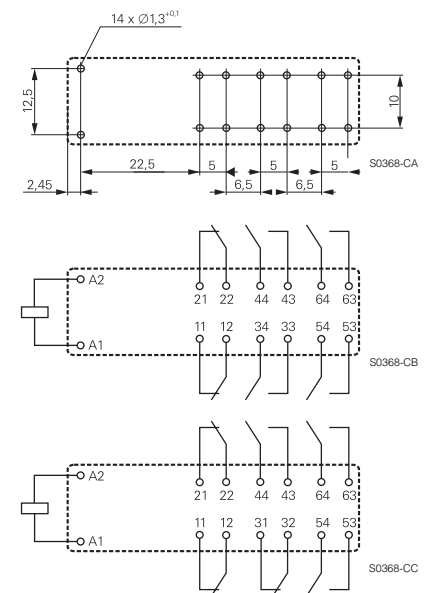 14 x Ø1,3+0,1
12,5
10
22,5
5
5
5
S0368-CA
2,45
6,5
6,5
A2
21 22 44 43 64 63
11 12 34 33 54 53
A1
S0368-CB
A2
21 22 44 43 64 63
11 12 31 32 54 53
A1
S0368-CC